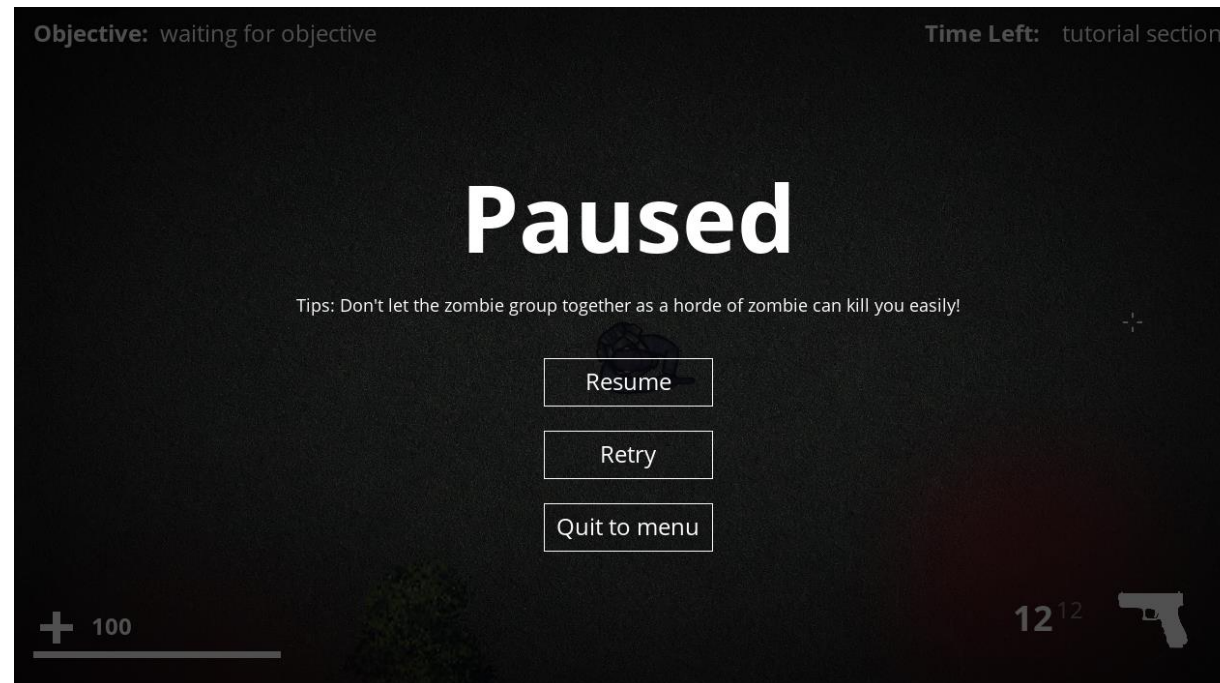 Objective: waiting for objective
Time Left: tutorial section
Paused
Tips: Don't let the zombie group together as a horde of zombie can kill you easily!
Resume
Retry
Quit to menu
100
12 12